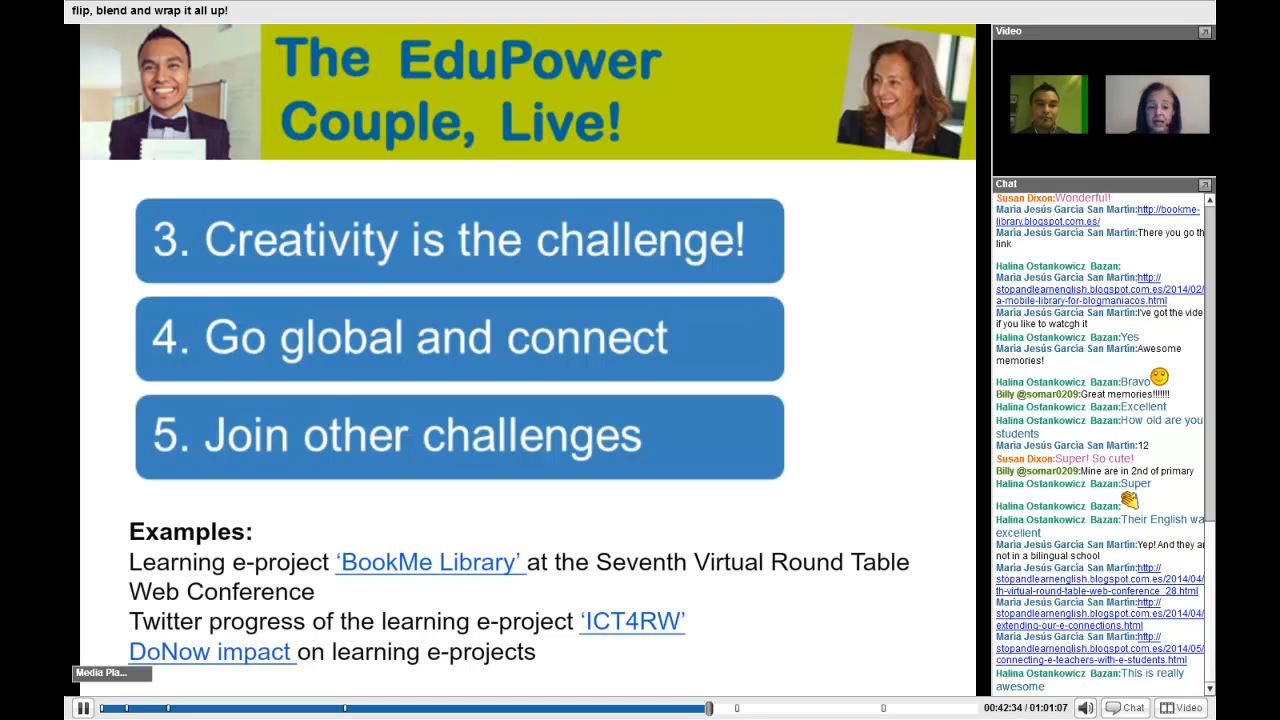 flip, blend and wrap it all up!
The EduPower
Couple, Live!
3. Creativity is the challenge!
4. Go global and connect
5. Join other challenges
Examples:
Learning e-project ‘BookMe Library’ at the Seventh Virtual Round Table
Web Conference
Twitter progress of the learning e-project ‘ICT4RW’
DoNow impact on learning e-projects
Media Pla...
Video
Chat
Susan Dixon:Wonderful!
Maria Jesús Garcia San Martín:http://bookme-
library.blogspot.com.es/
Maria Jesús Garcia San Martín:There you go th
link
Halina Ostankowicz Bazan:
Maria Jesús Garcia San Martín:http://
stopandlearnenglish.blogspot.com.es/2014/02/
a-mobile-library-for-blogmaniacos.html
Maria Jesús Garcia San Martín:I've got the vide
if you like to watcgh it
Halina Ostankowicz Bazan:Yes
Maria Jesús Garcia San Martín:Awesome
memories!
Halina Ostankowicz Bazan:Bravo
Billy @somar0209:Great memories!!!!!!!
Halina Ostankowicz Bazan:Excellent
Halina Ostankowicz Bazan:How old are you
students
Maria Jesús Garcia San Martín:12
Susan Dixon:Super! So cute!
Billy @somar0209:Mine are in 2nd of primary
Halina Ostankowicz Bazan:Super
Halina Ostankowicz Bazan:
Halina Ostankowicz Bazan:Their English wa
excellent
Maria Jesús Garcia San Martín:Yep! And they ar
not in a bilingual school
Maria Jesús Garcia San Martín:http://
stopandlearnenglish.blogspot.com.es/2014/04/
th-virtual-round-table-web-conference_28.html
Maria Jesús Garcia San Martín:http://
stopandlearnenglish.blogspot.com.es/2014/04/
extending-our-e-connections.html
Maria Jesús Garcia San Martín:http://
stopandlearnenglish.blogspot.com.es/2014/05/
connecting-e-teachers-with-e-students.html
Halina Ostankowicz Bazan:This is really
awesome
00:42:34 / 01:01:07
Chat
Video